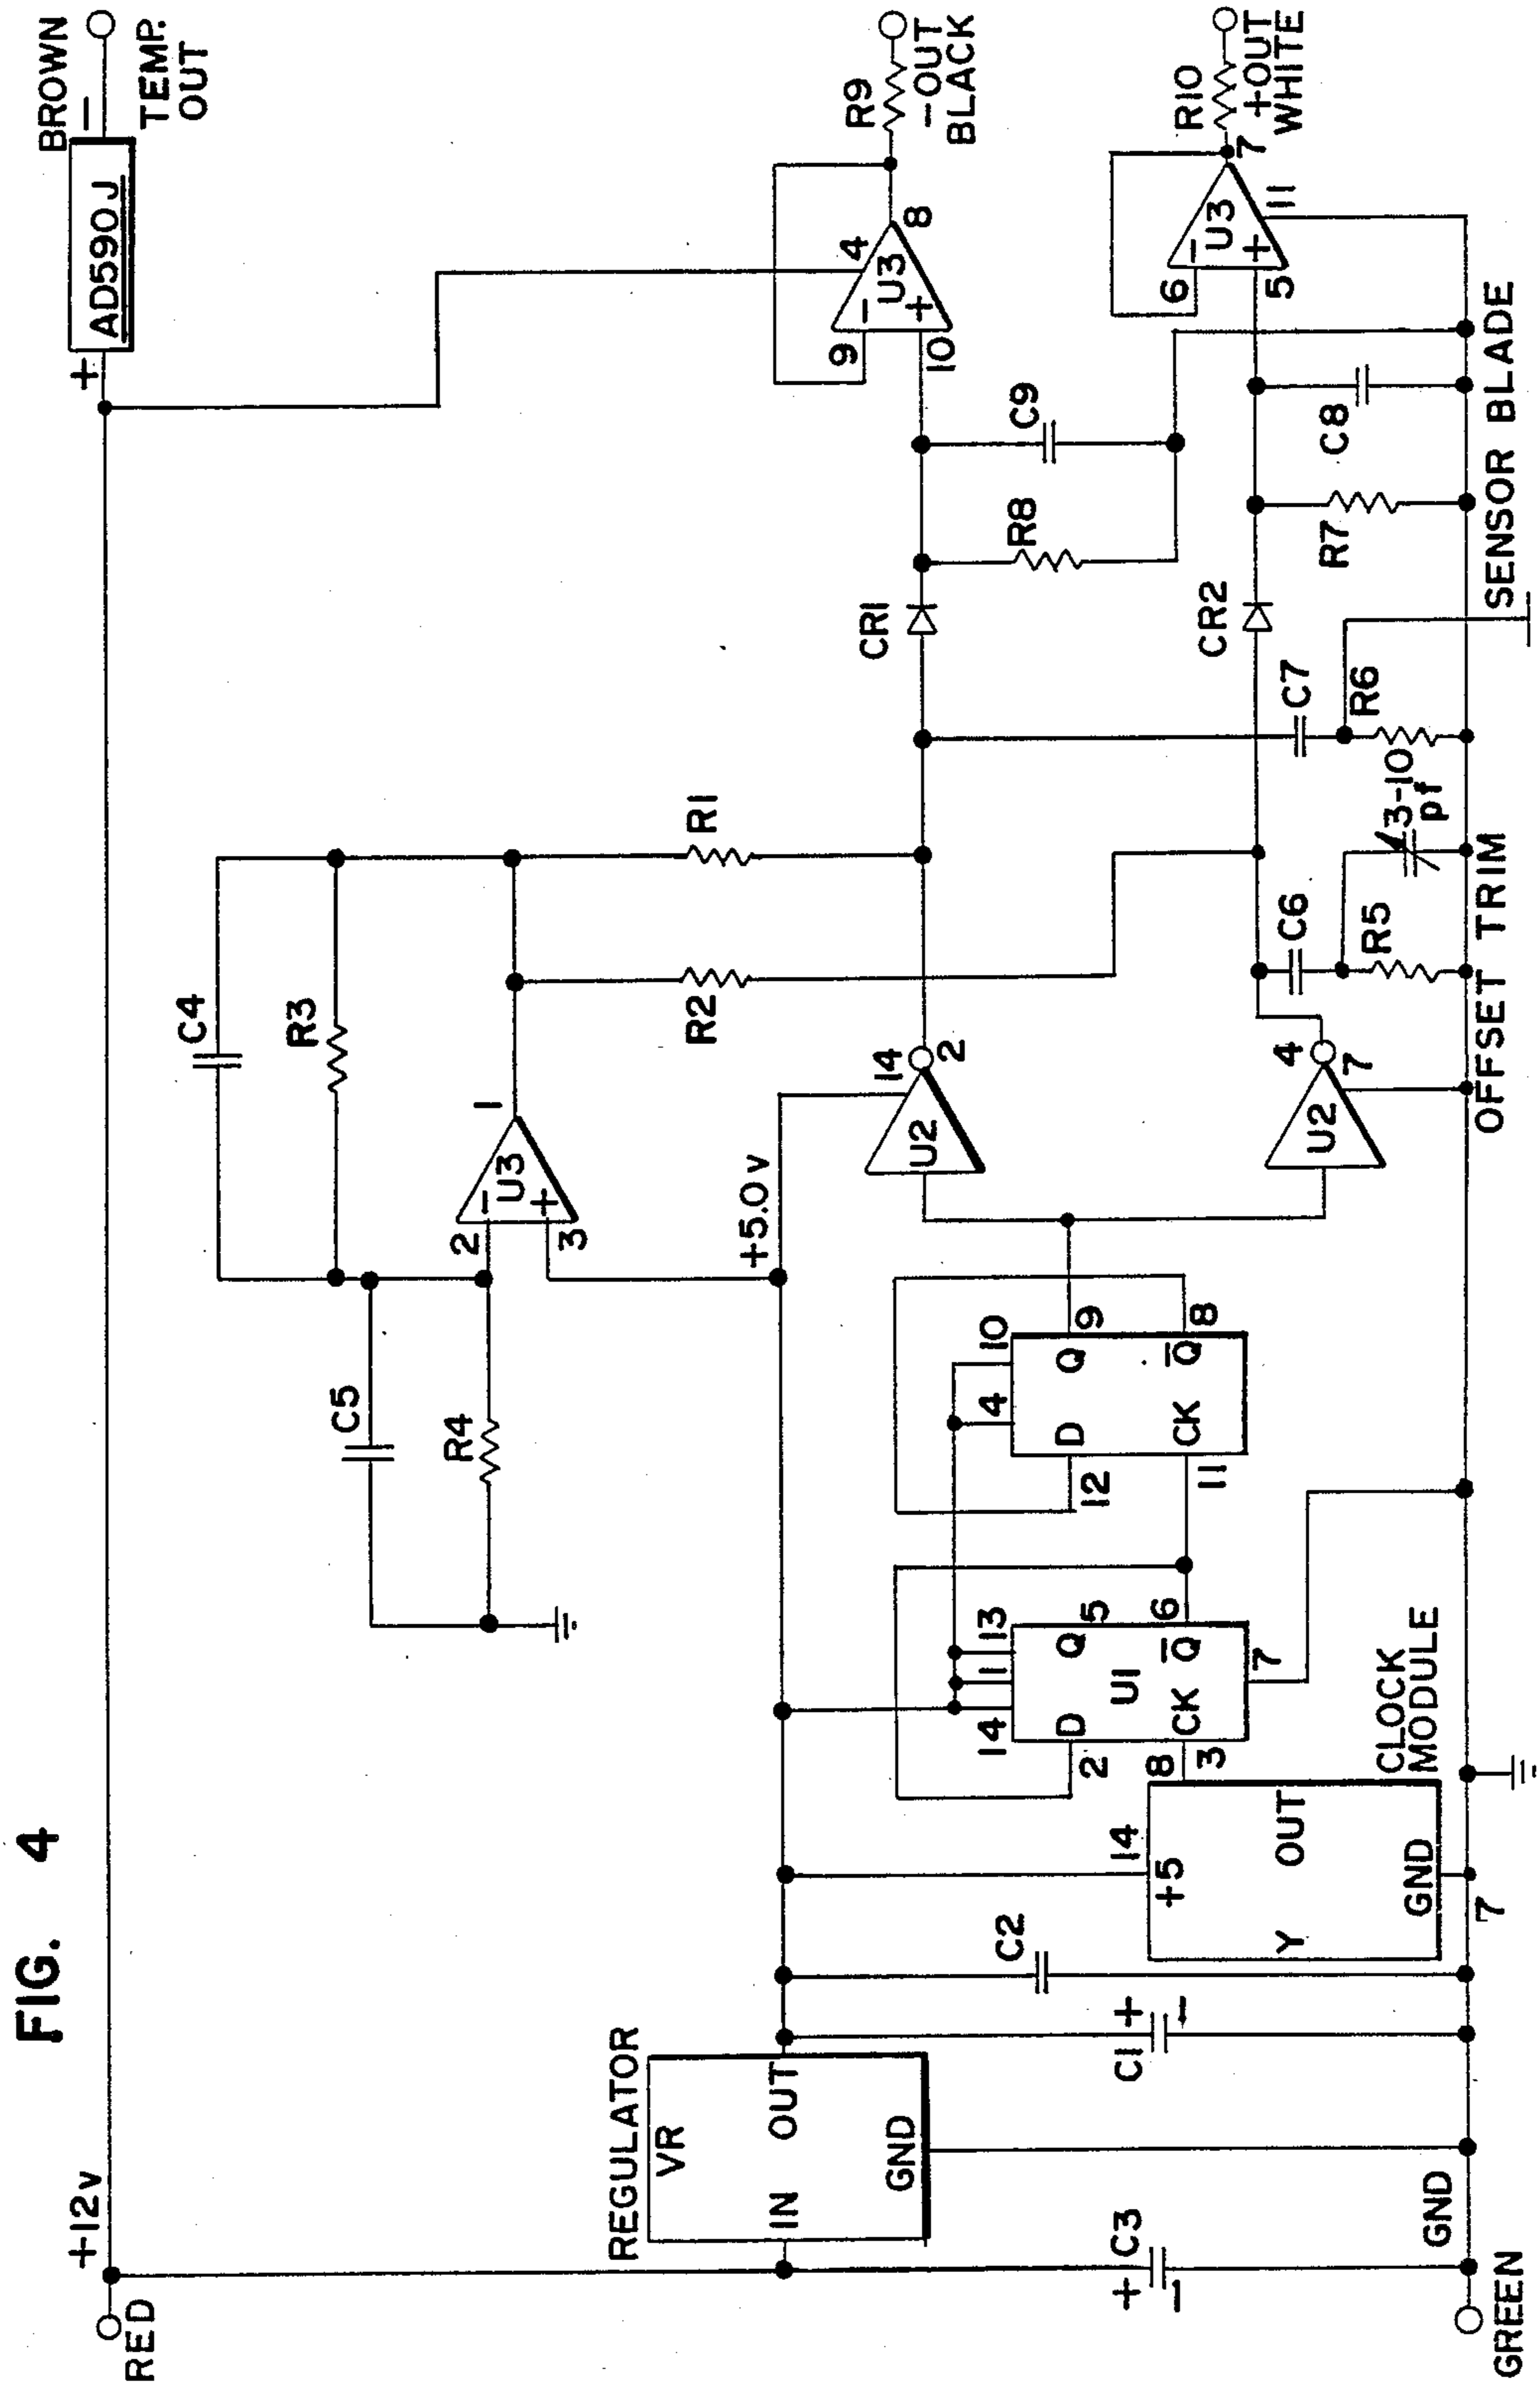 FIG. 4
+12v
RED
BROWN
+
AD590J
−
TEMP.
OUT
C4
R3
C5
R4
2
−
U3
+
3
1
R1
R2
REGULATOR
VR
IN
OUT
GND
+5.0v
+
C3
−
C1
+
−
C2
14
+5
Y
OUT
GND
7
CLOCK
MODULE
8
3
2
14
1
13
D
Q
5
U1
CK
Q
6
7
12
11
4
10
D
Q
9
CK
Q
8
U2
14
2
U2
4
7
C6
R5
3-10
pf
C7
R6
CR1
CR2
R8
C9
R7
C8
9
10
−
U3
+
4
8
R9
−OUT
BLACK
6
5
−
U3
+
7
11
R10
+OUT
WHITE
GND
GREEN
OFFSET TRIM
SENSOR BLADE